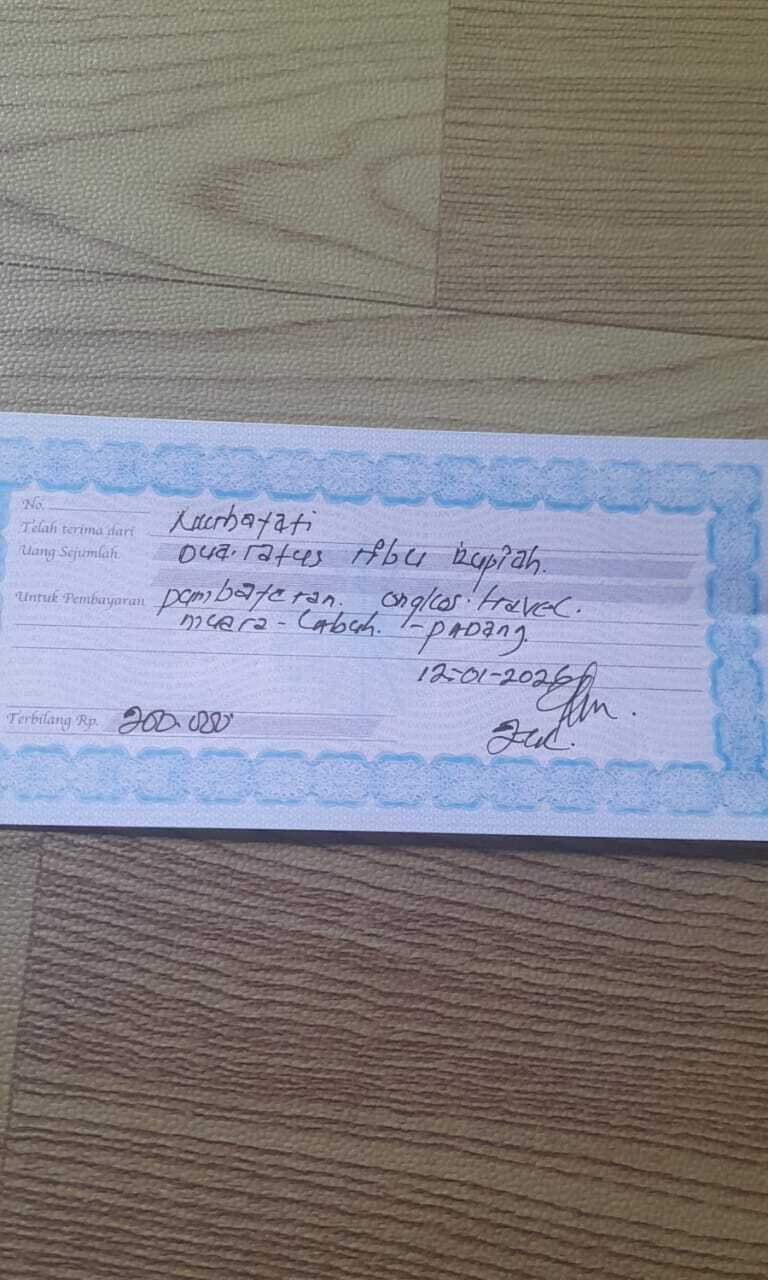 No.
Telah terima dari Nurhayati
Uang Sejumlah Dua.ratus ribu Rupiah.
Untuk Pembayaran pembayaran. ongkos.travel.
muara-Labuh. -PADang
12-01-2026
Terbilang Rp. 200.000